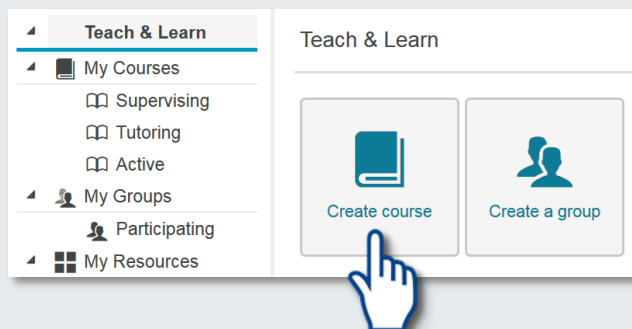 Teach & Learn
My Courses
Supervising
Tutoring
Active
My Groups
Participating
My Resources
Teach & Learn
Create course
Create a group